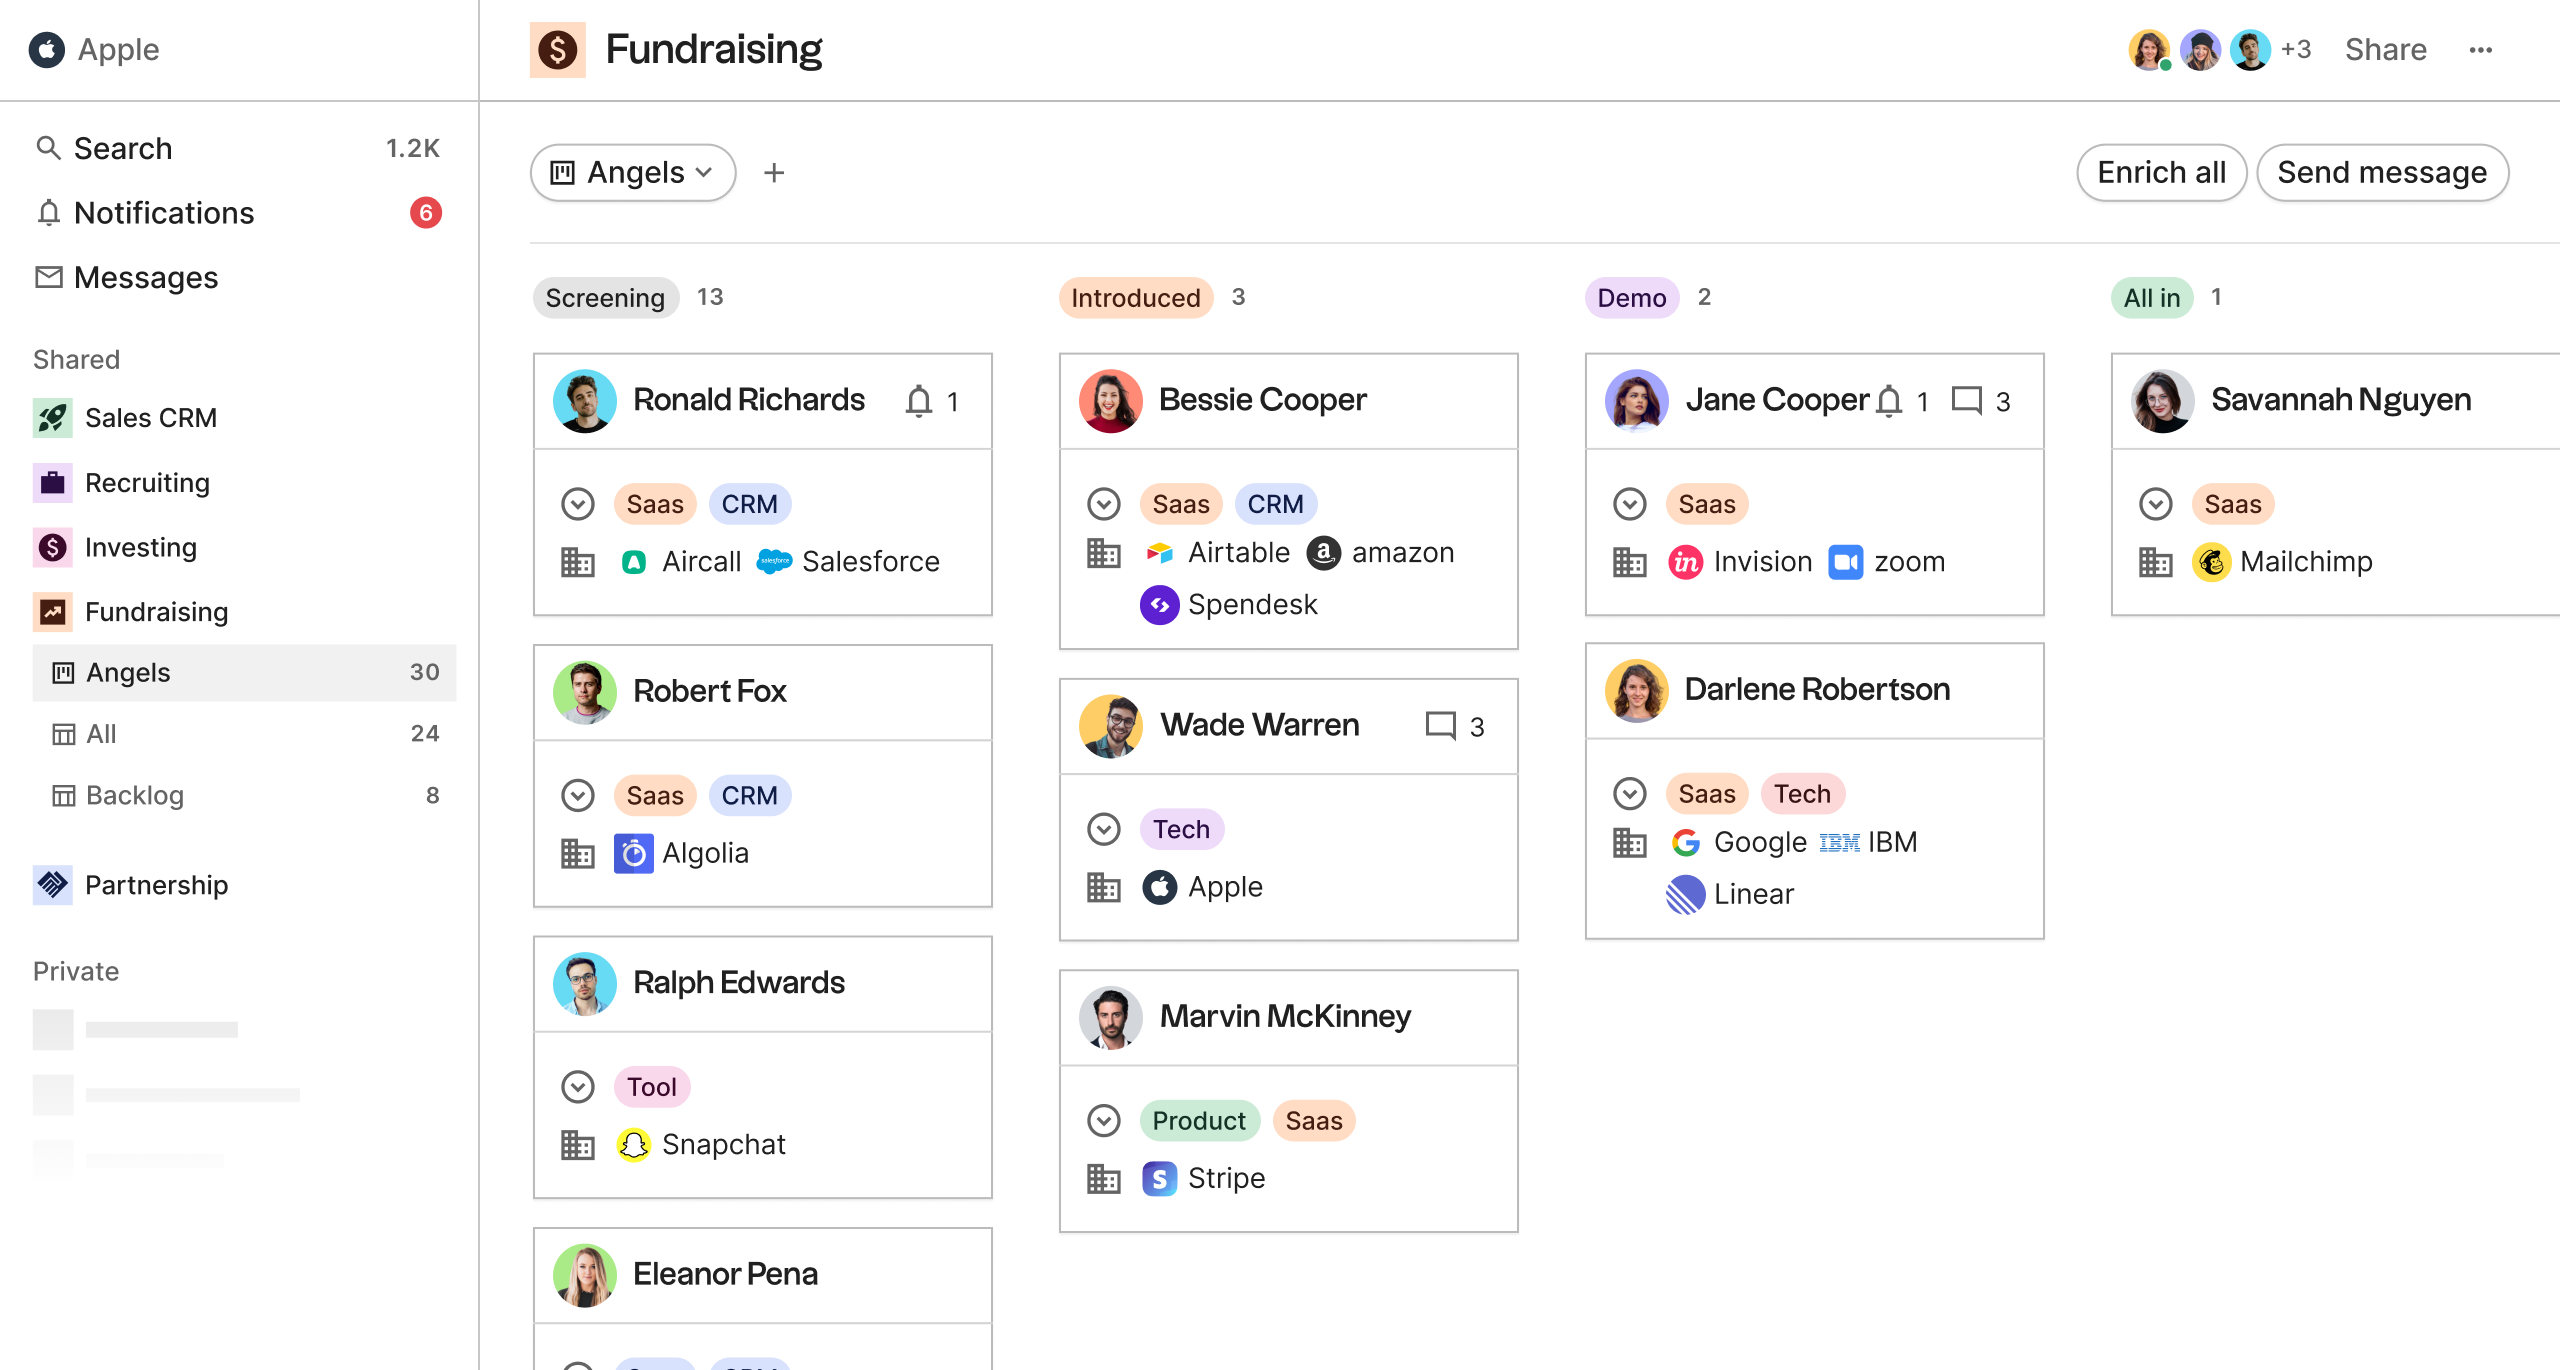 Apple
Fundraising
+3 Share
Search 1.2K
Notifications 6
Messages
Shared
Sales CRM
Recruiting
Investing
Fundraising
Angels 30
All 24
Backlog 8
Partnership
Private
Angels
Enrich all Send message
Screening 13
Ronald Richards 1
Saas CRM
Aircall salesforce Salesforce
Robert Fox
Saas CRM
Algolia
Ralph Edwards
Tool
Snapchat
Eleanor Pena
Introduced 3
Bessie Cooper
Saas CRM
Airtable a amazon
Spendesk
Wade Warren 3
Tech
Apple
Marvin McKinney
Product Saas
S Stripe
Demo 2
Jane Cooper 1 3
Saas
in Invision zoom
Darlene Robertson
Saas Tech
G Google IBM IBM
Linear
All in 1
Savannah Nguyen
Saas
Mailchimp